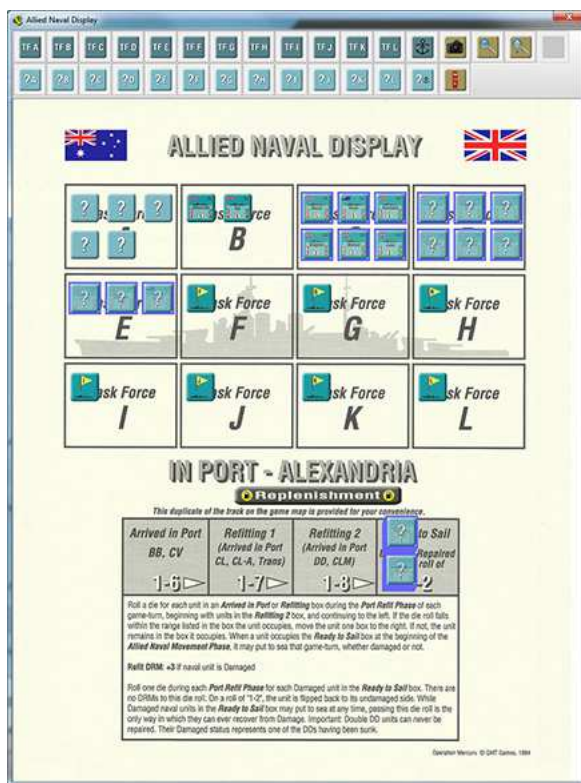 Allied Naval Display
TF A TF B TF C TF D TF E TF F TF G TF H TF I TF J TF K TF L
?A ?B ?C ?D ?E ?F ?G ?H ?I ?J ?K ?L ?
ALLIED NAVAL DISPLAY
? ? ? ? ? ? ? ? ?
? ? B ? ? ?
? ? ? ask Force ask Force ask Force
E F G H
ask Force ask Force ask Force ask Force
I J K L
IN PORT - ALEXANDRIA
Replenishment
This duplicate of the track on the game map is provided for your convenience.
Arrived in Port Refitting 1 Refitting 2 ? to Sail
BB, CV (Arrived in Port (Arrived in Port Repaired
CL, CL-A, Trans) DD, CLM) ? roll of
1-6 1-7 1-8 -2
Roll a die for each unit in an Arrived in Port or Refitting box during the Port Refit Phase of each
game-turn, beginning with units in the Refitting 2 box, and continuing to the left. If the die roll falls
within the range listed in the box the unit occupies, move the unit one box to the right. If not, the unit
remains in the box it occupies. When a unit occupies the Ready to Sail box at the beginning of the
Allied Naval Movement Phase, it may put to sea that game-turn, whether damaged or not.
Refit DRM: +3 if naval unit is Damaged
Roll one die during each Port Refit Phase for each Damaged unit in the Ready to Sail box. There are
no DRMs to this die roll. On a roll of "1-2", the unit is flipped back to its undamaged side. While
Damaged naval units in the Ready to Sail box may put to sea at any time, passing this die roll is the
only way in which they can ever recover from Damage. Important: Double DD units can never be
repaired. Their Damaged status represents one of the DDs having been sunk.
Operation Mercury. © GMT Games, 1994